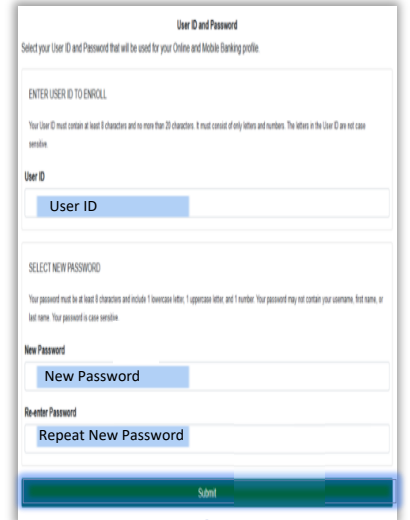 User ID and Password
Select your User ID and Password that will be used for your Online and Mobile Banking profile.
ENTER USER ID TO ENROLL
Your User ID must contain at least 8 characters and no more than 20 characters. It must consist of only letters and numbers. The letters in the User ID are not case
sensitive.
User ID
User ID
SELECT NEW PASSWORD
Your password must be at least 8 characters and include 1 lowercase letter, 1 uppercase letter, and 1 number. Your password may not contain your username, first name, or
last name. Your password is case sensitive.
New Password
New Password
Re-enter Password
Repeat New Password
Submit